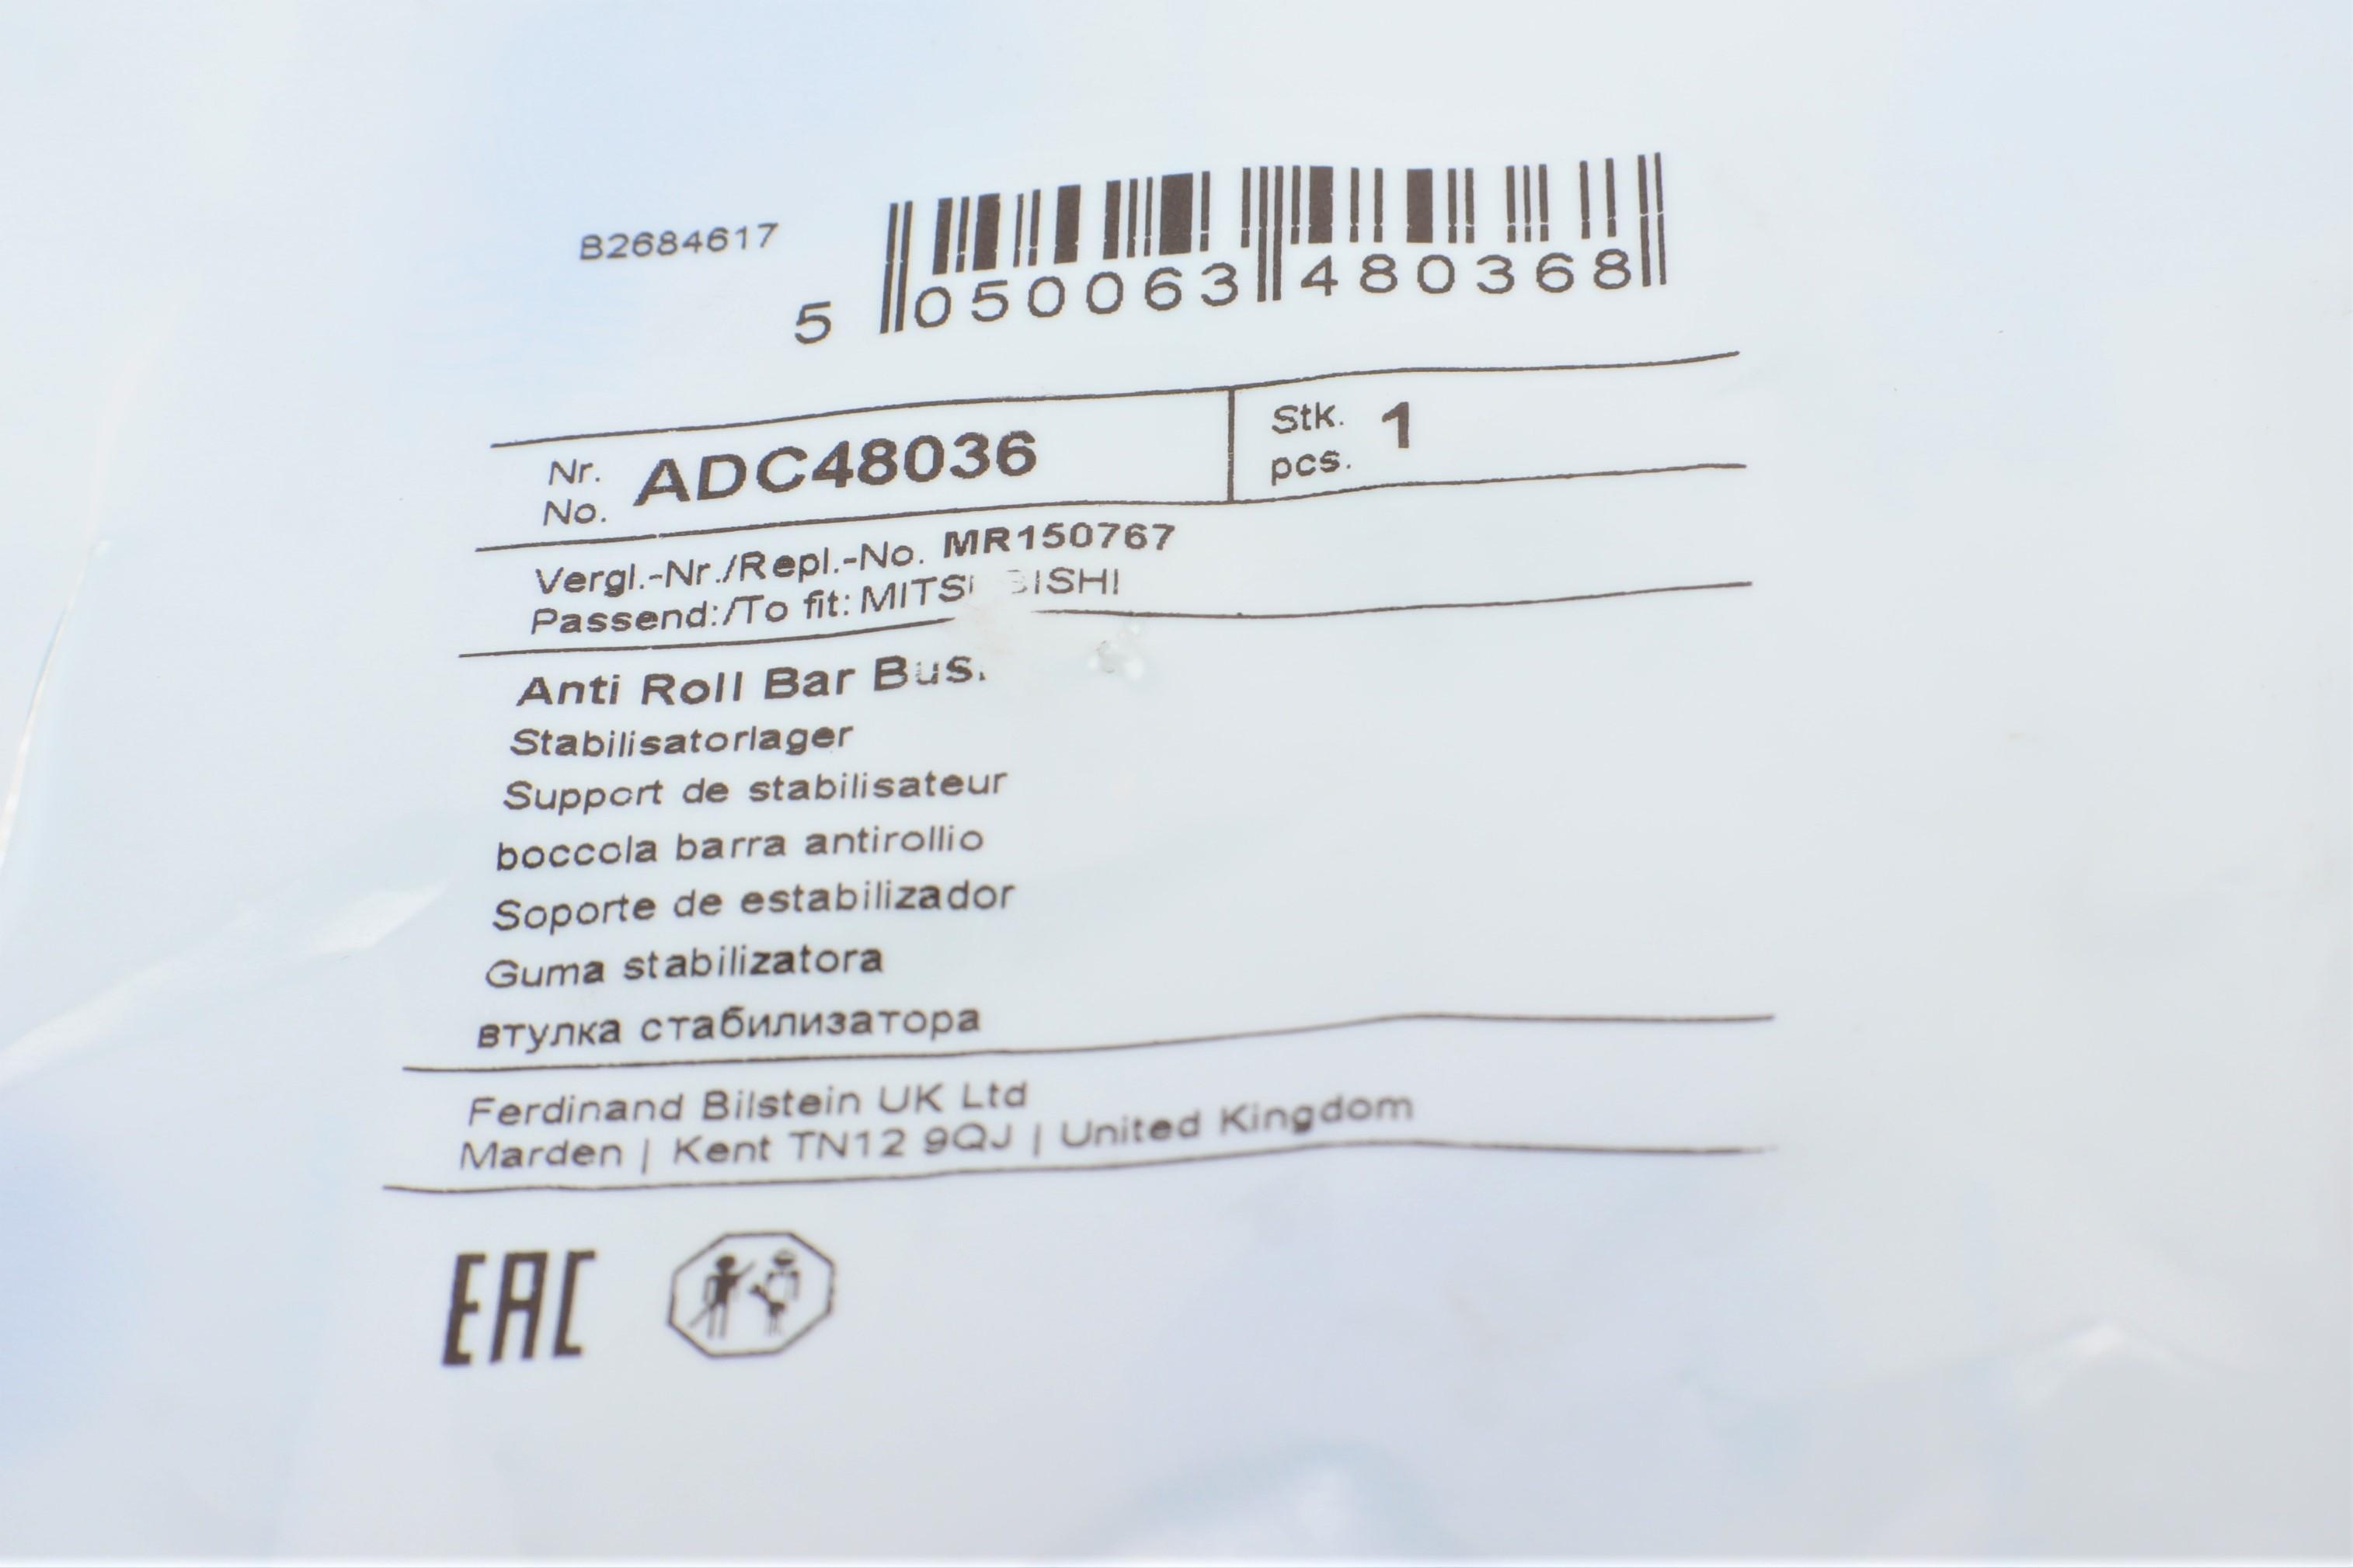 B2684617
5 050063 480368
Nr. No. ADC48036
Stk. pcs. 1
Vergl.-Nr./Repl.-No. MR150767
Passend:/To fit: MITSUBISHI
Anti Roll Bar Bus.
Stabilisatorlager
Support de stabilisateur
boccola barra antirollio
Soporte de estabilizador
Guma stabilizatora
втулка стабилизатора
Ferdinand Bilstein UK Ltd
Marden | Kent TN12 9QJ | United Kingdom
EAC